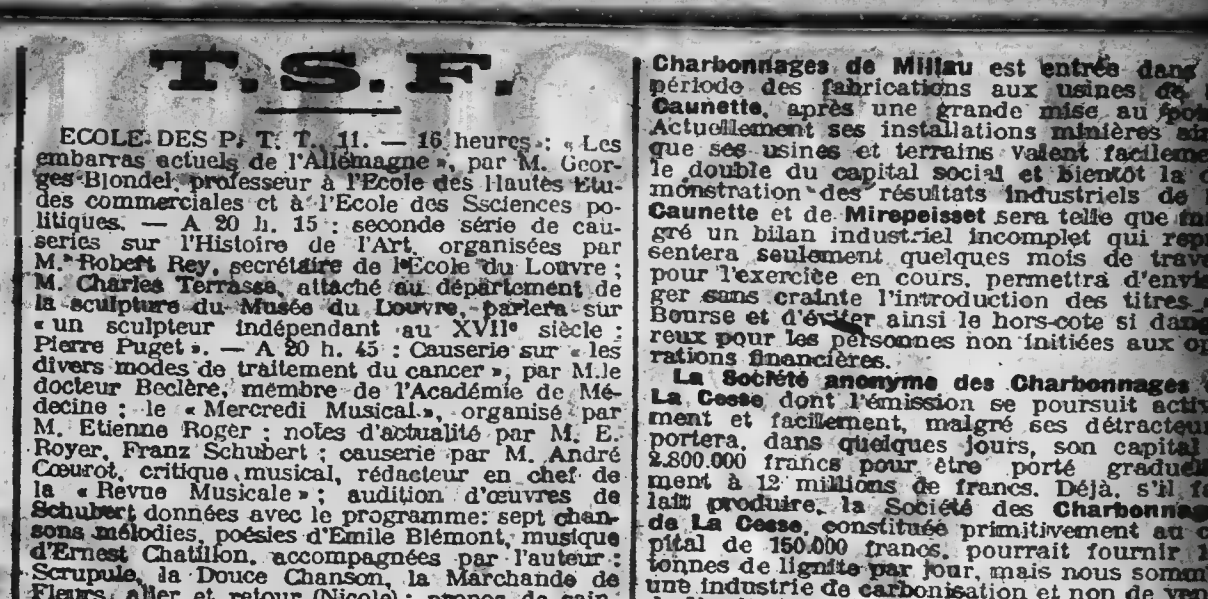 T.S.F.
ECOLE DES P. T. T., 11. — 16 heures : « Les
embarras actuels de l'Allemagne », par M. Geor-
ges Blondel, professeur à l'Ecole des Hautes Etu-
des commerciales et à l'Ecole des Ssciences po-
litiques. — A 20 h. 15 : seconde série de cau-
series sur l'Histoire de l'Art, organisées par
M. Robert Rey, secrétaire de l'Ecole du Louvre ;
M. Charles Terrasse, attaché au département de
la sculpture du Musée du Louvre, parlera sur
« un sculpteur indépendant au XVIIe siècle :
Pierre Puget ». — A 20 h. 45 : Causerie sur « les
divers modes de traitement du cancer », par M.le
docteur Beclère, membre de l'Académie de Mé-
decine ; le « Mercredi Musical », organisé par
M. Etienne Roger : notes d'actualité par M. E.
Royer, Franz Schubert ; causerie par M. André
Cœurot, critique musical, rédacteur en chef de
la « Revue Musicale » ; audition d'œuvres de
Schubert données avec le programme: sept chan-
sons mélodies, poésies d'Emile Blémont, musique
d'Ernest Chatillon, accompagnées par l'auteur :
Scrupule, la Douce Chanson, la Marchande de
Fleurs, aller et retour (Nicole) ; propos de
Charbonnages de Millau est entrée dans
période des fabrications aux usines de
Caunette, après une grande mise au
Actuellement ses installations minières
que ses usines et terrains valent facileme
le double du capital social et bientôt la
monstration des résultats industriels de
Caunette et de Mirepeisset sera telle que
gré un bilan industriel incomplet qui repr
sentera seulement quelques mois de trava
pour l'exercice en cours, permettra d'envi
ger sans crainte l'introduction des titres
Bourse et d'éviter ainsi le hors-cote si dang
reux pour les personnes non initiées aux op
rations financières.
La Société anonyme des Charbonnages
La Cesse dont l'émission se poursuit activ
ment et facilement, malgré ses détracteur
portera, dans quelques jours, son capital
2.800.000 francs pour être porté graduel
ment à 12 millions de francs. Déjà, s'il fa
lait produire, la Société des Charbonna
de La Cesse, constituée primitivement au
pital de 150.000 francs, pourrait fournir
tonnes de lignite par jour, mais nous somm
une industrie de carbonisation et non de ven